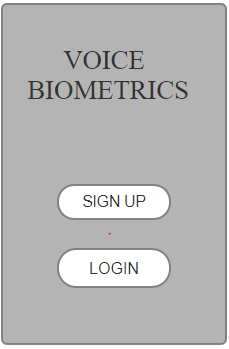 VOICE
BIOMETRICS
SIGN UP
.
LOGIN